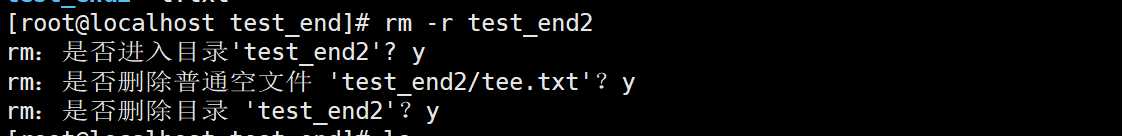 [root@localhost test_end]# rm -r test_end2
rm：是否进入目录'test_end2'? y
rm：是否删除普通空文件 'test_end2/tee.txt'？y
rm：是否删除目录 'test_end2'？y